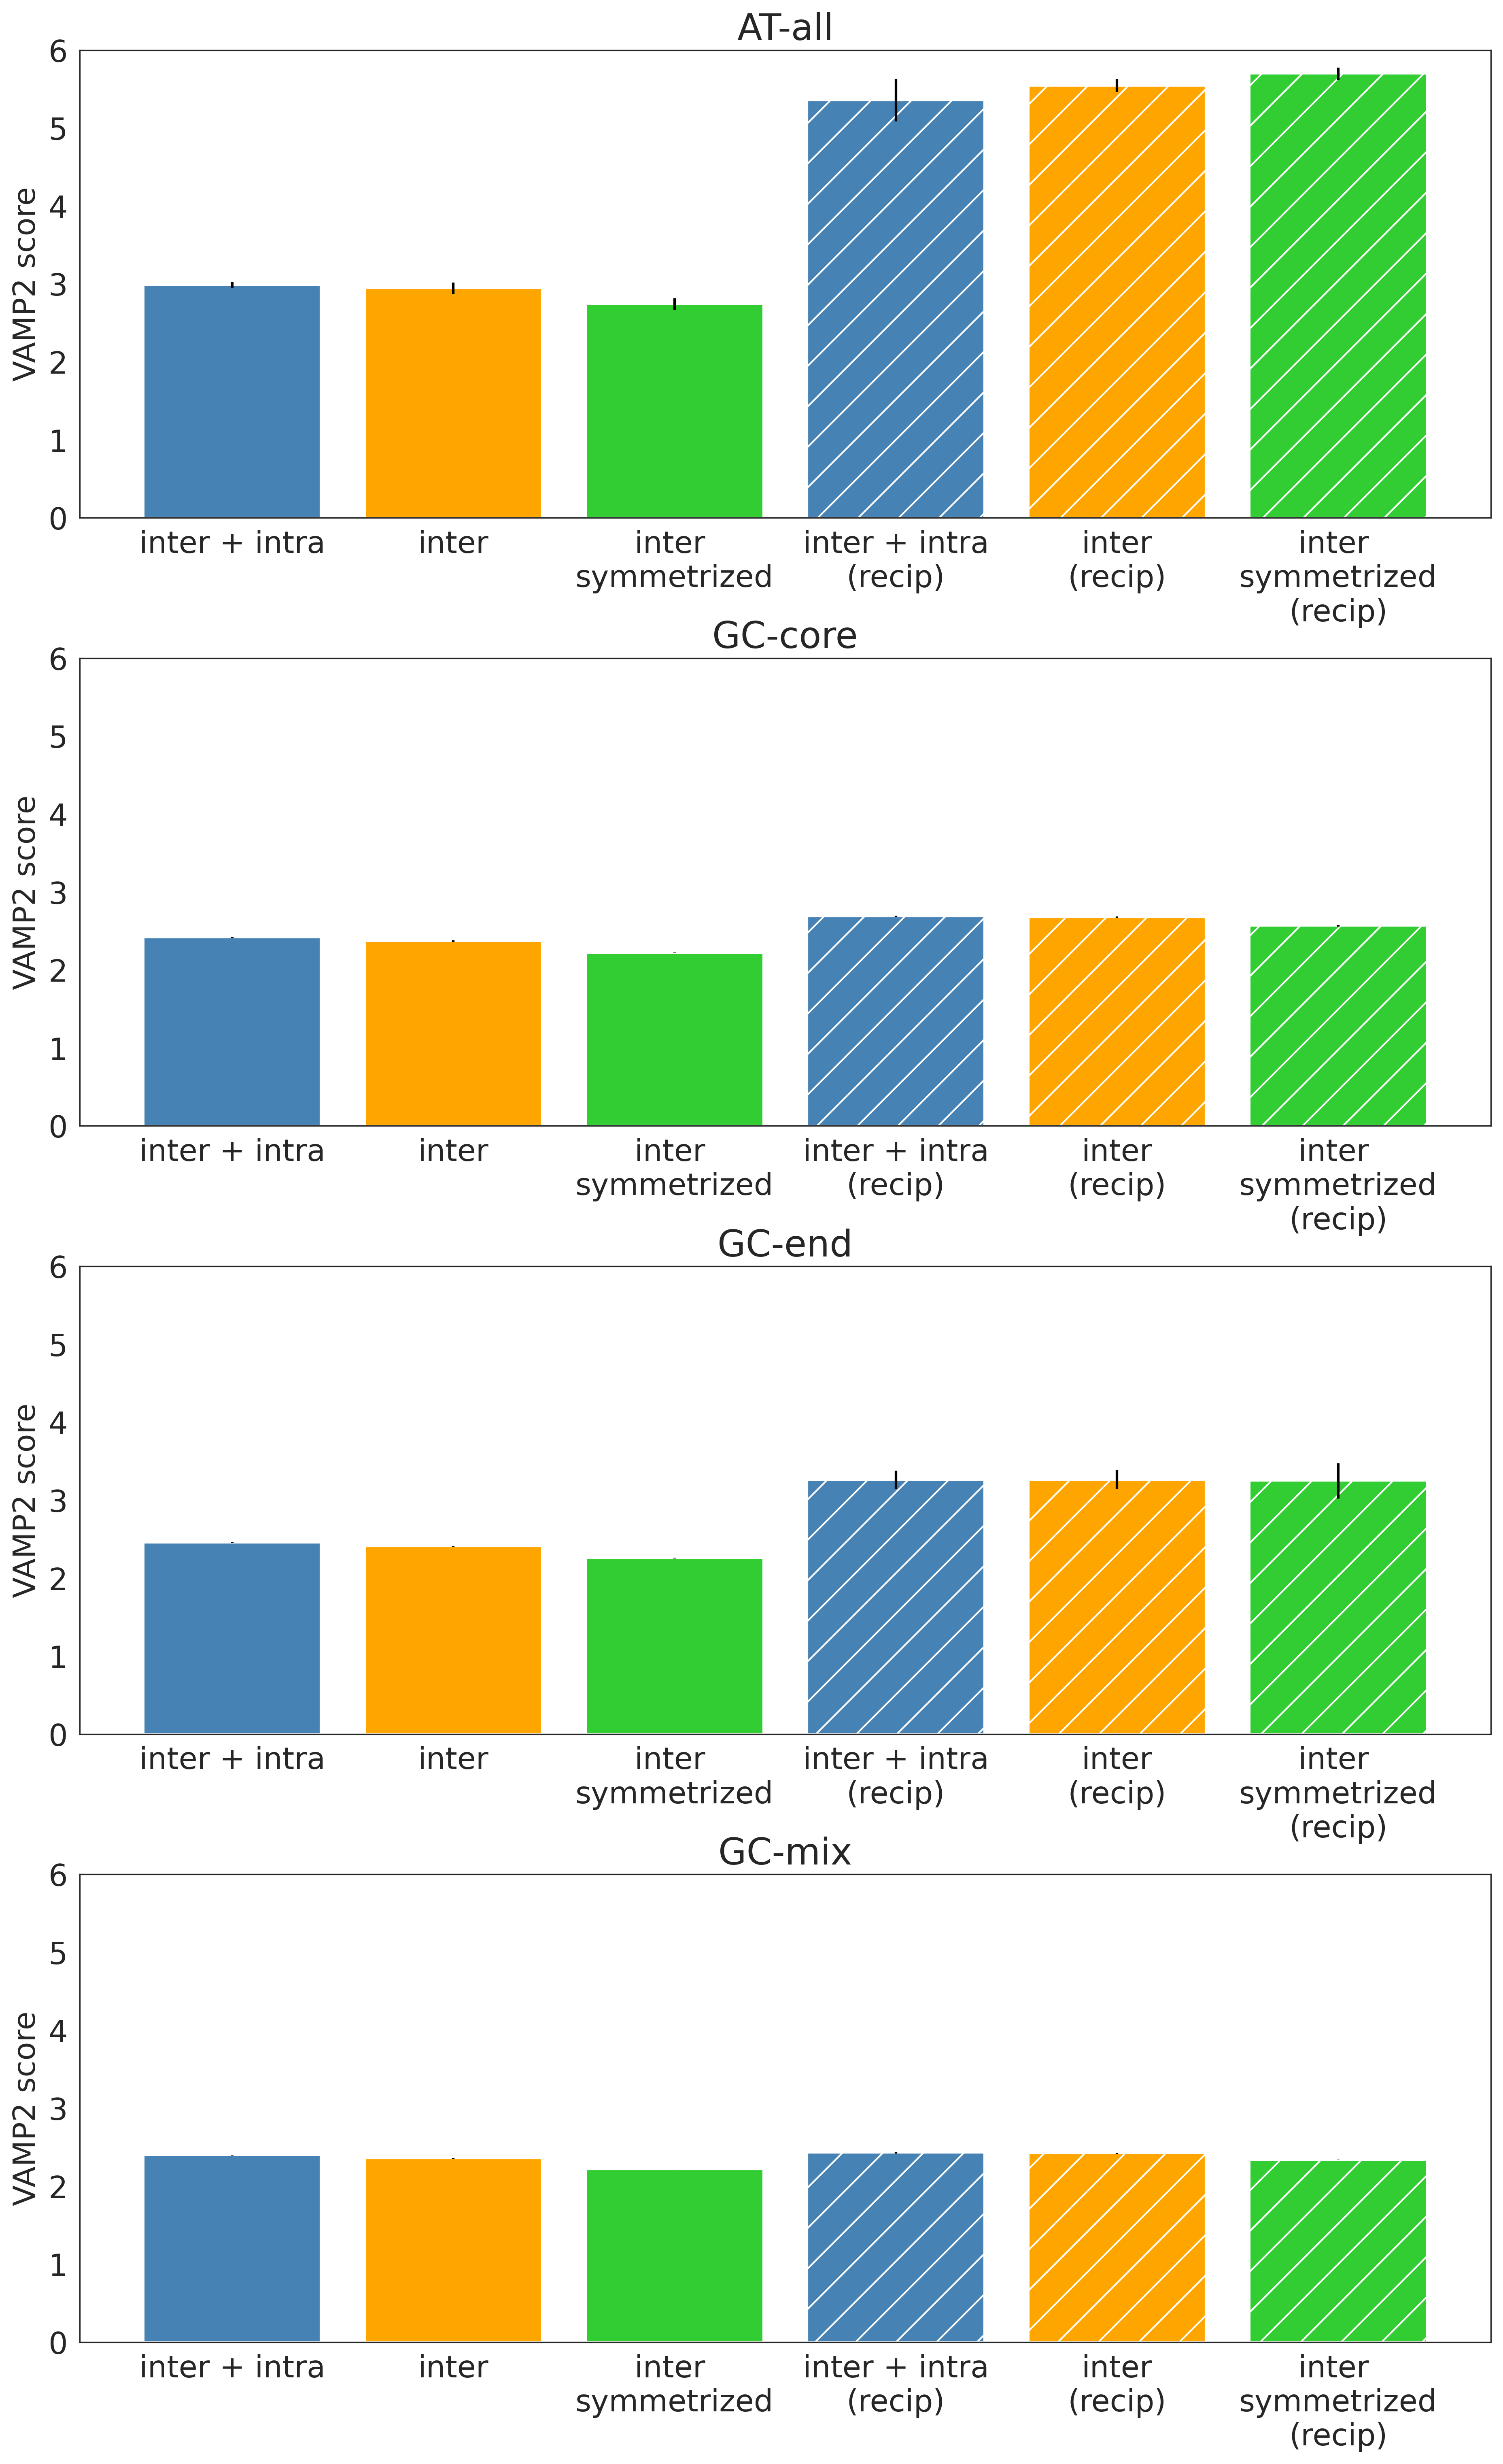 AT-all
6
5
4
3
2
1
0
VAMP2 score
inter + intra
inter
inter
symmetrized
inter + intra
(recip)
inter
(recip)
inter
symmetrized
(recip)
GC-core
6
5
4
3
2
1
0
VAMP2 score
inter + intra
inter
inter
symmetrized
inter + intra
(recip)
inter
(recip)
inter
symmetrized
(recip)
GC-end
6
5
4
3
2
1
0
VAMP2 score
inter + intra
inter
inter
symmetrized
inter + intra
(recip)
inter
(recip)
inter
symmetrized
(recip)
GC-mix
6
5
4
3
2
1
0
VAMP2 score
inter + intra
inter
inter
symmetrized
inter + intra
(recip)
inter
(recip)
inter
symmetrized
(recip)